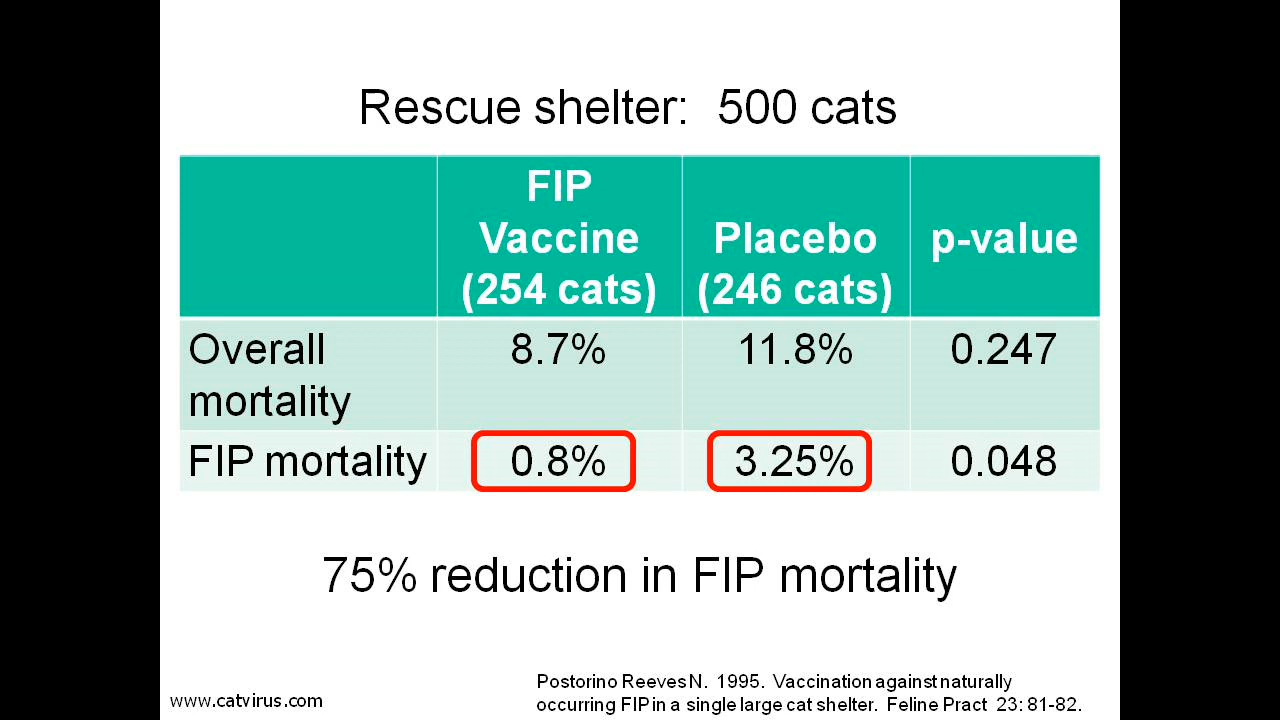 Rescue shelter: 500 cats
FIP Vaccine (254 cats) Placebo (246 cats) p-value
Overall mortality 8.7% 11.8% 0.247
FIP mortality 0.8% 3.25% 0.048
75% reduction in FIP mortality
www.catvirus.com
Postorino Reeves N. 1995. Vaccination against naturally
occurring FIP in a single large cat shelter. Feline Pract 23: 81-82.